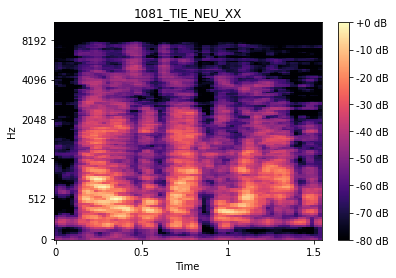 1081_TIE_NEU_XX
8192
4096
2048
1024
512
0
Hz
0
0.5
1
1.5
Time
+0 dB
-10 dB
-20 dB
-30 dB
-40 dB
-50 dB
-60 dB
-70 dB
-80 dB